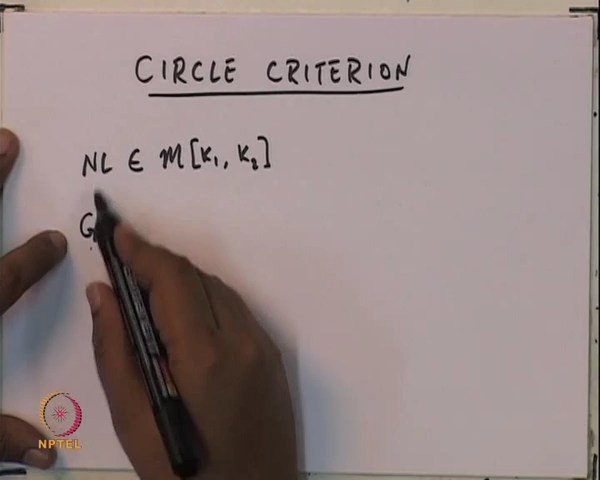 CIRCLE CRITERION
NL ∈ M[K₁, K₂]
G
NPTEL